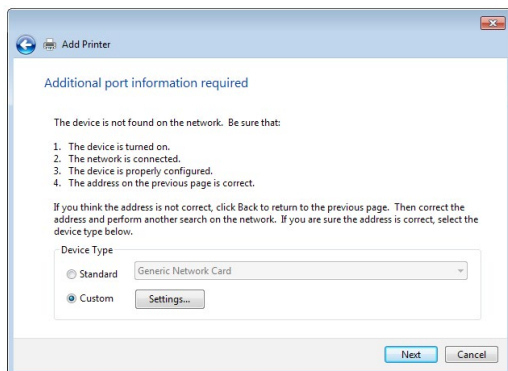 Add Printer
Additional port information required
The device is not found on the network. Be sure that:
1. The device is turned on.
2. The network is connected.
3. The device is properly configured.
4. The address on the previous page is correct.
If you think the address is not correct, click Back to return to the previous page. Then correct the
address and perform another search on the network. If you are sure the address is correct, select the
device type below.
Device Type
Standard Generic Network Card
Custom Settings...
Next Cancel